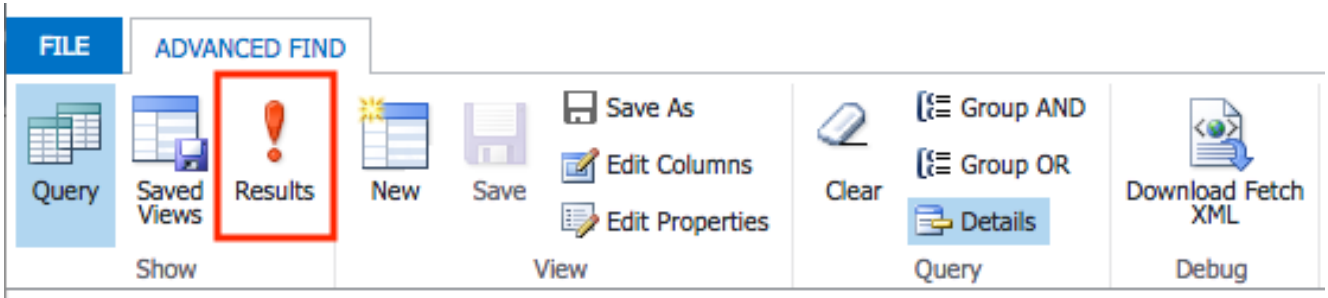 FILE
ADVANCED FIND
Query
Saved
Views
Results
New
Save
Save As
Edit Columns
Edit Properties
Clear
Group AND
Group OR
Details
Download Fetch
XML
Show
View
Query
Debug